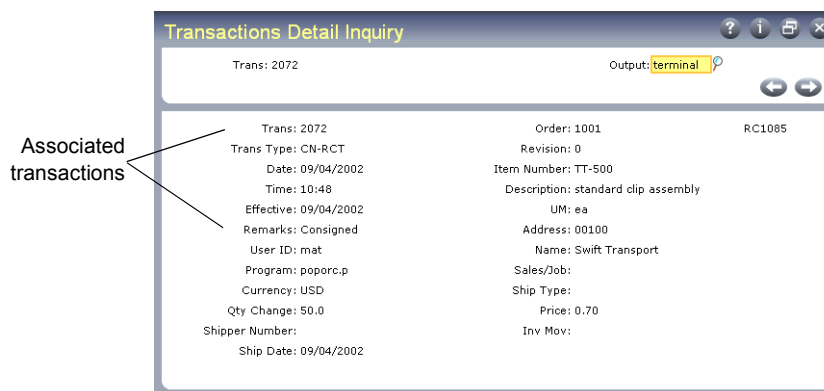 Transactions Detail Inquiry
Trans: 2072 Output: terminal
Associated transactions
Trans: 2072 Order: 1001 RC1085
Trans Type: CN-RCT Revision: 0
Date: 09/04/2002 Item Number: TT-500
Time: 10:48 Description: standard clip assembly
Effective: 09/04/2002 UM: ea
Remarks: Consigned Address: 00100
User ID: mat Name: Swift Transport
Program: poporc.p Sales/Job:
Currency: USD Ship Type:
Qty Change: 50.0 Price: 0.70
Shipper Number: Inv Mov:
Ship Date: 09/04/2002